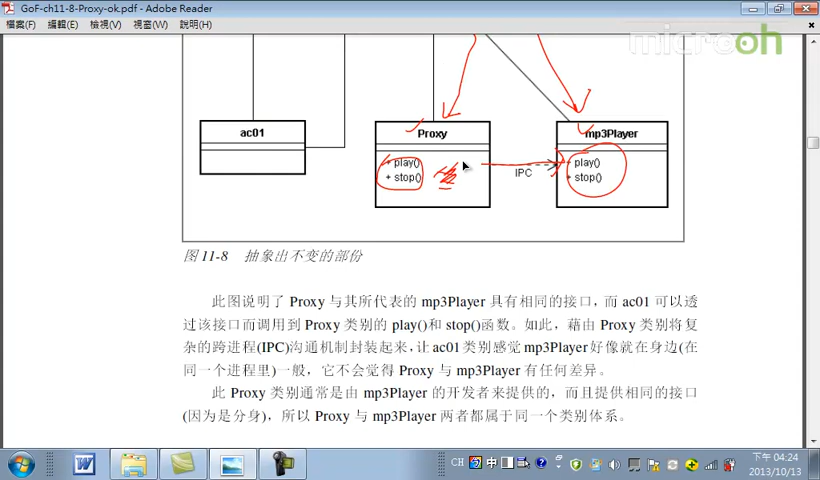 GoF-ch11-8-Proxy-ok.pdf - Adobe Reader
檔案(F) 編輯(E) 檢視(V) 視窗(W) 說明(H)
microoh
ac01
Proxy
+ play()
+ stop()
IPC
mp3Player
+ play()
+ stop()
图 11-8 抽象出不变的部份
此图说明了 Proxy 与其所代表的 mp3Player 具有相同的接口，而 ac01 可以透
过该接口而调用到 Proxy 类别的 play()和 stop()函数。如此，藉由 Proxy 类别将复
杂的跨进程(IPC)沟通机制封装起来，让 ac01 类别感觉 mp3Player 好像就在身边(在
同一个进程里)一般，它不会觉得 Proxy 与 mp3Player 有任何差异。
此 Proxy 类别通常是由 mp3Player 的开发者来提供的，而且提供相同的接口
(因为是分身)，所以 Proxy 与 mp3Player 两者都属于同一个类别体系。
CH 中
下午 04:24
2013/10/13